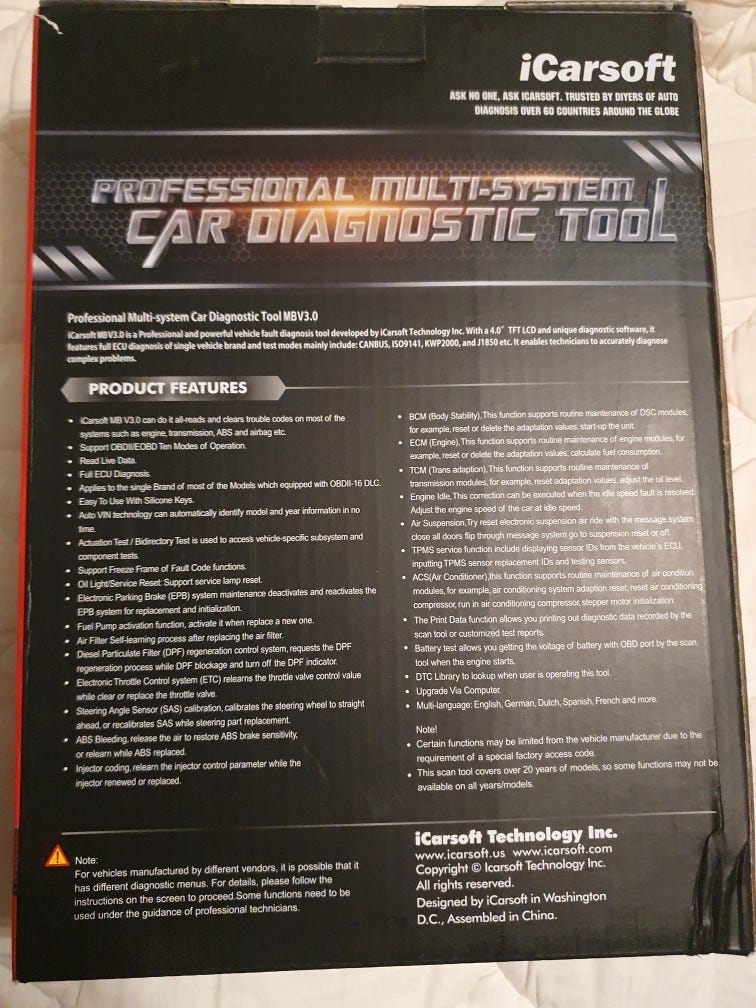 iCarsoft
ASK NO ONE, ASK ICARSOFT. TRUSTED BY DIYERS OF AUTO
DIAGNOSIS OVER 60 COUNTRIES AROUND THE GLOBE
PROFESSIONAL MULTI-SYSTEM
CAR DIAGNOSTIC TOOL
Professional Multi-system Car Diagnostic Tool MBV3.0
iCarsoft MBV3.0 is a Professional and powerful vehicle fault diagnosis tool developed by iCarsoft Technology Inc. With a 4.0" TFT LCD and unique diagnostic software, it
features full ECU diagnosis of single vehicle brand and test modes mainly include: CANBUS, ISO9141, KWP2000, and J1850 etc. It enables technicians to accurately diagnose
complex problems.
PRODUCT FEATURES
• iCarsoft MB V3.0 can do it all-reads and clears trouble codes on most of the
systems such as engine, transmission, ABS and airbag etc.
• Support OBDII/EOBD Ten Modes of Operation.
• Read Live Data.
• Full ECU Diagnosis.
• Applies to the single Brand of most of the Models which equipped with OBDII-16 DLC.
• Easy To Use With Silicone Keys.
• Auto VIN technology can automatically identify model and year information in no
time.
• Actuation Test / Bidirectory Test is used to access vehicle-specific subsystem and
component tests.
• Support Freeze Frame of Fault Code functions.
• Oil Light/Service Reset: Support service lamp reset.
• Electronic Parking Brake (EPB) system maintenance deactivates and reactivates the
EPB system for replacement and initialization.
• Fuel Pump activation function, activate it when replace a new one.
• Air Filter Self-learning process after replacing the air filter.
• Diesel Particulate Filter (DPF) regeneration control system, requests the DPF
regeneration process while DPF blockage and turn off the DPF indicator.
• Electronic Throttle Control system (ETC) relearns the throttle valve control value
while clear or replace the throttle valve.
• Steering Angle Sensor (SAS) calibration, calibrates the steering wheel to straight
ahead, or recalibrates SAS while steering part replacement.
• ABS Bleeding, release the air to restore ABS brake sensitivity,
or relearn while ABS replaced.
• Injector coding, relearn the injector control parameter while the
injector renewed or replaced.
• BCM (Body Stability),This function supports routine maintenance of DSC modules,
for example, reset or delete the adaptation values, start-up the unit.
• ECM (Engine),This function supports routine maintenance of engine modules, for
example, reset or delete the adaptation values, calculate fuel consumption.
• TCM (Trans adaption),This function supports routine maintenance of
transmission modules, for example, reset adaptation values, adjust the oil level.
• Engine Idle,This correction can be executed when the idle speed fault is resolved.
Adjust the engine speed of the car at idle speed.
• Air Suspension,Try reset electronic suspension air ride with the message system
close all doors flip through message system go to suspension reset or off.
• TPMS service function include displaying sensor IDs from the vehicle's ECU,
inputting TPMS sensor replacement IDs and testing sensors.
• ACS(Air Conditioner),this function supports routine maintenance of air condition
modules, for example, air conditioning system adaption reset, reset air conditioning
compressor, run in air conditioning compressor, stepper motor initialization.
• The Print Data function allows you printing out diagnostic data recorded by the
scan tool or customized test reports.
• Battery test allows you getting the voltage of battery with OBD port by the scan
tool when the engine starts.
• DTC Library to lookup when user is operating this tool.
• Upgrade Via Computer.
• Multi-language: English, German, Dutch, Spanish, French and more.
Note!
• Certain functions may be limited from the vehicle manufacturer due to the
requirement of a special factory access code.
• This scan tool covers over 20 years of models, so some functions may not be
available on all years/models.
Note:
For vehicles manufactured by different vendors, it is possible that it
has different diagnostic menus. For details, please follow the
instructions on the screen to proceed.Some functions need to be
used under the guidance of professional technicians.
iCarsoft Technology Inc.
www.icarsoft.us www.icarsoft.com
Copyright © Icarsoft Technology Inc.
All rights reserved.
Designed by iCarsoft in Washington
D.C., Assembled in China.